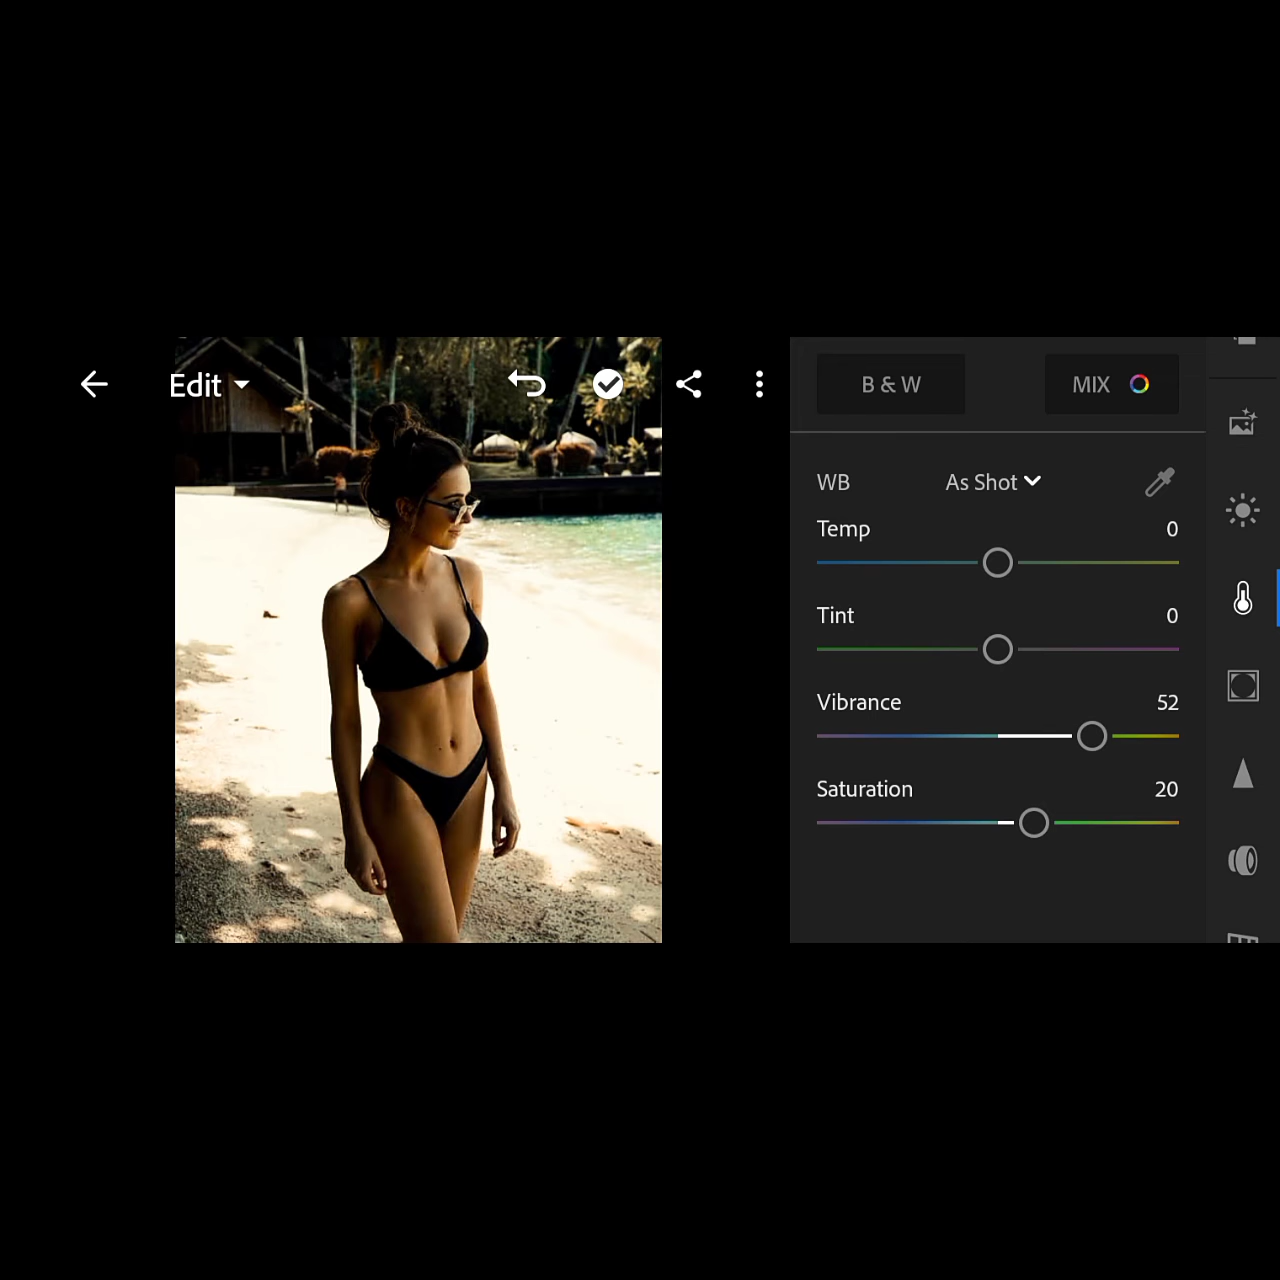 Edit
B & W
MIX
WB As Shot
Temp 0
Tint 0
Vibrance 52
Saturation 20